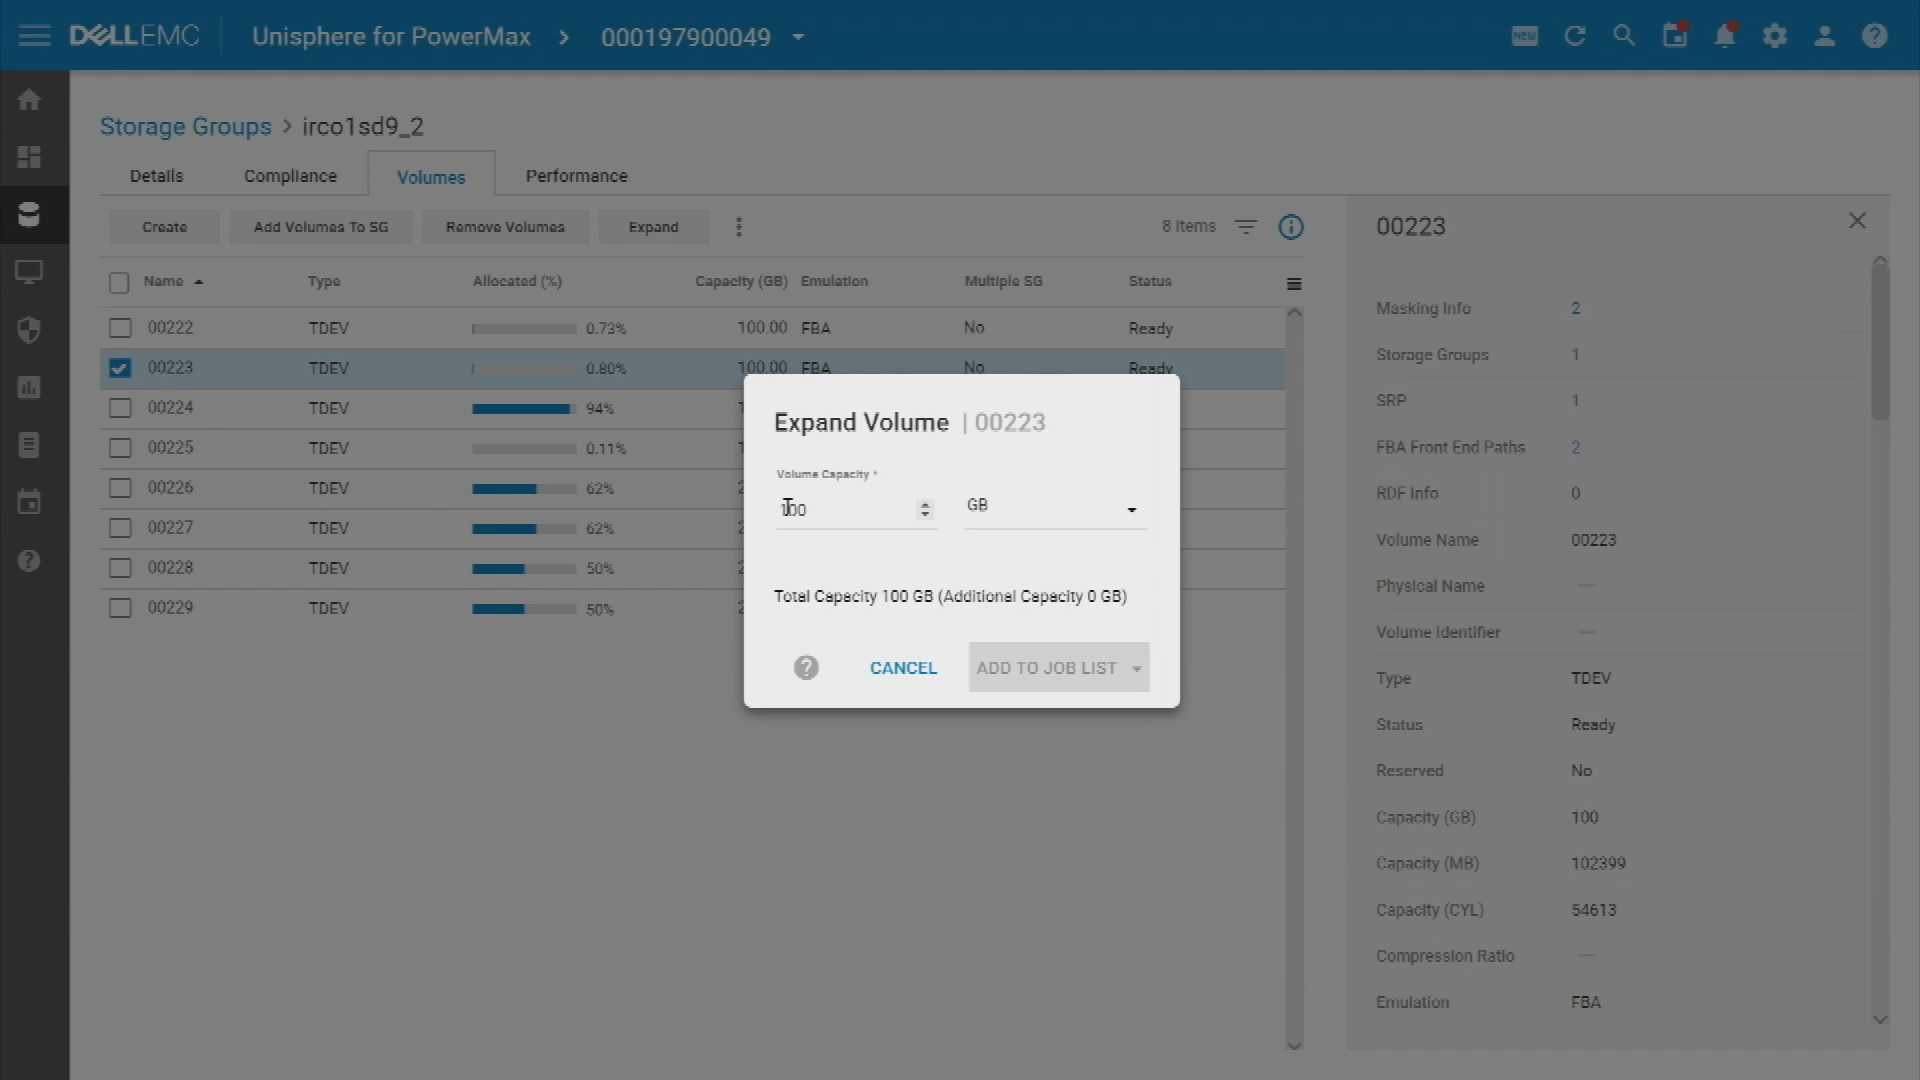 DELLEMC Unisphere for PowerMax > 000197900049
NEW
Storage Groups > irco1sd9_2
Details Compliance Volumes Performance
Create Add Volumes To SG Remove Volumes Expand 8 items
Name Type Allocated (%) Capacity (GB) Emulation Multiple SG Status
00222 TDEV 0.73% 100.00 FBA No Ready
00223 TDEV 0.80% 100.00 FBA No Ready
00224 TDEV 94%
00225 TDEV 0.11%
00226 TDEV 62%
00227 TDEV 62%
00228 TDEV 50%
00229 TDEV 50%
Expand Volume | 00223
Volume Capacity *
100 GB
Total Capacity 100 GB (Additional Capacity 0 GB)
CANCEL ADD TO JOB LIST
00223
Masking Info 2
Storage Groups 1
SRP 1
FBA Front End Paths 2
RDF Info 0
Volume Name 00223
Physical Name —
Volume Identifier —
Type TDEV
Status Ready
Reserved No
Capacity (GB) 100
Capacity (MB) 102399
Capacity (CYL) 54613
Compression Ratio —
Emulation FBA